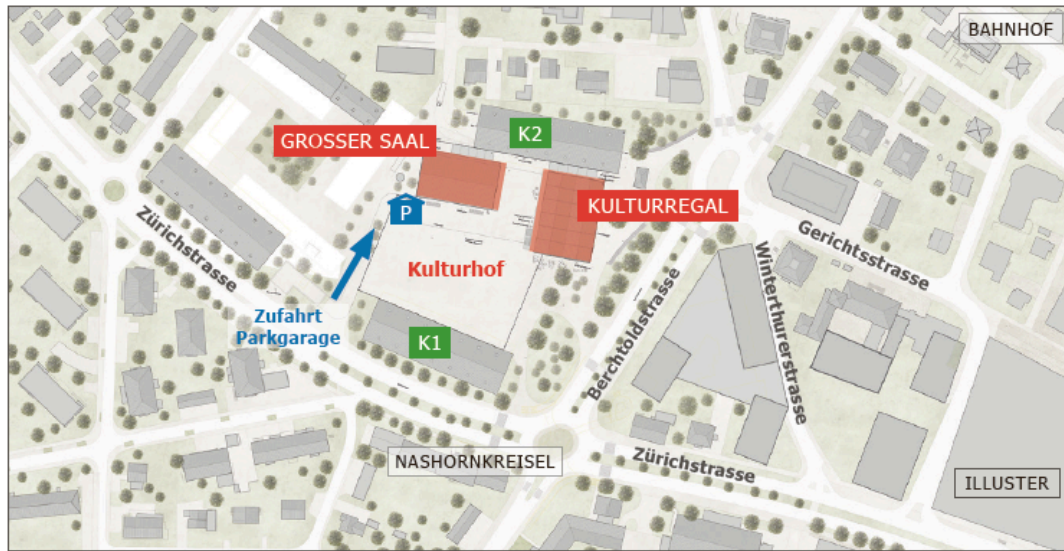 BAHNHOF
K2
GROSSER SAAL
P
KULTURREGAL
Zürichstrasse
Kulturhof
Gerichtsstrasse
Winterthurerstrasse
Berchtoldstrasse
Zufahrt
Parkgarage
K1
NASHORNKREISEL
Zürichstrasse
ILLUSTER